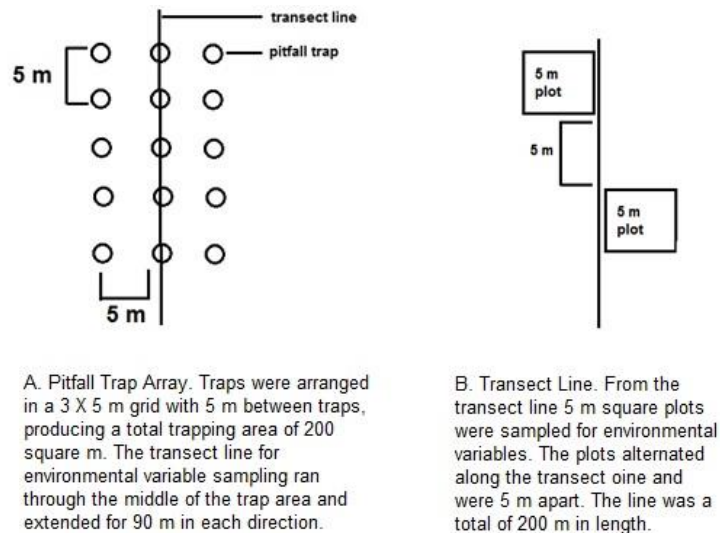 transect line
pitfall trap
5 m
5 m
5 m
plot
5 m
5 m
plot
A. Pitfall Trap Array. Traps were arranged
in a 3 X 5 m grid with 5 m between traps,
producing a total trapping area of 200
square m. The transect line for
environmental variable sampling ran
through the middle of the trap area and
extended for 90 m in each direction.
B. Transect Line. From the
transect line 5 m square plots
were sampled for environmental
variables. The plots alternated
along the transect oine and
were 5 m apart. The line was a
total of 200 m in length.